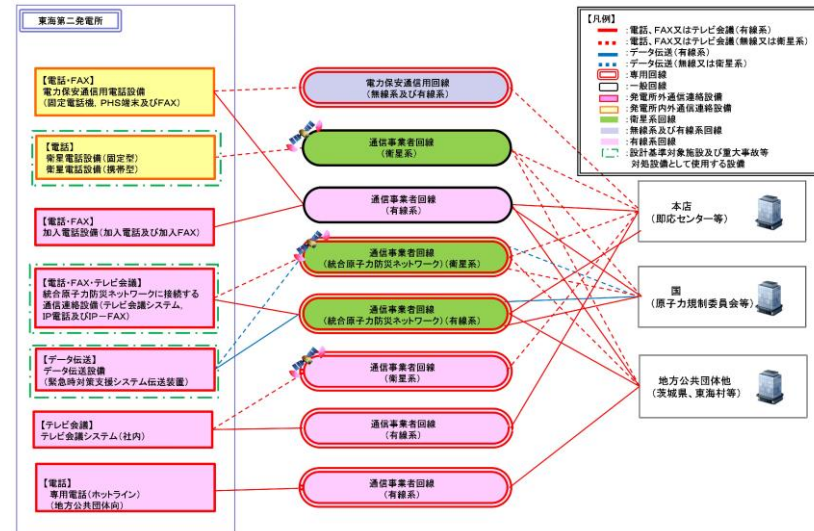 東海第二発電所
【電話・FAX】
電力保安通信用電話設備
(固定電話機、PHS端末及びFAX)
【電話】
衛星電話設備(固定型)
衛星電話設備(携帯型)
【電話・FAX】
加入電話設備(加入電話及び加入FAX)
【電話・FAX・テレビ会議】
統合原子力防災ネットワークに接続する
通信連絡設備(テレビ会議システム、
IP電話及びIP－FAX)
【データ伝送】
データ伝送設備
(緊急時対策支援システム伝送装置)
【テレビ会議】
テレビ会議システム(社内)
【電話】
専用電話(ホットライン)
(地方公共団体向)
電力保安通信用回線
(無線系及び有線系)
通信事業者回線
(衛星系)
通信事業者回線
(有線系)
通信事業者回線
(統合原子力防災ネットワーク)(衛星系)
通信事業者回線
(統合原子力防災ネットワーク)(有線系)
通信事業者回線
(衛星系)
通信事業者回線
(有線系)
通信事業者回線
(有線系)
【凡例】
:電話、FAX又はテレビ会議(有線系)
:電話、FAX又はテレビ会議(無線又は衛星系)
:データ伝送(有線系)
:データ伝送(無線又は衛星系)
:専用回線
:一般回線
:発電所外通信連絡設備
:発電所内外通信連絡設備
:衛星系回線
:無線系及び有線系回線
:有線系回線
:設計基準対象施設及び重大事故等
対処設備として使用する設備
本店
(即応センター等)
国
(原子力規制委員会等)
地方公共団体他
(茨城県、東海村等)